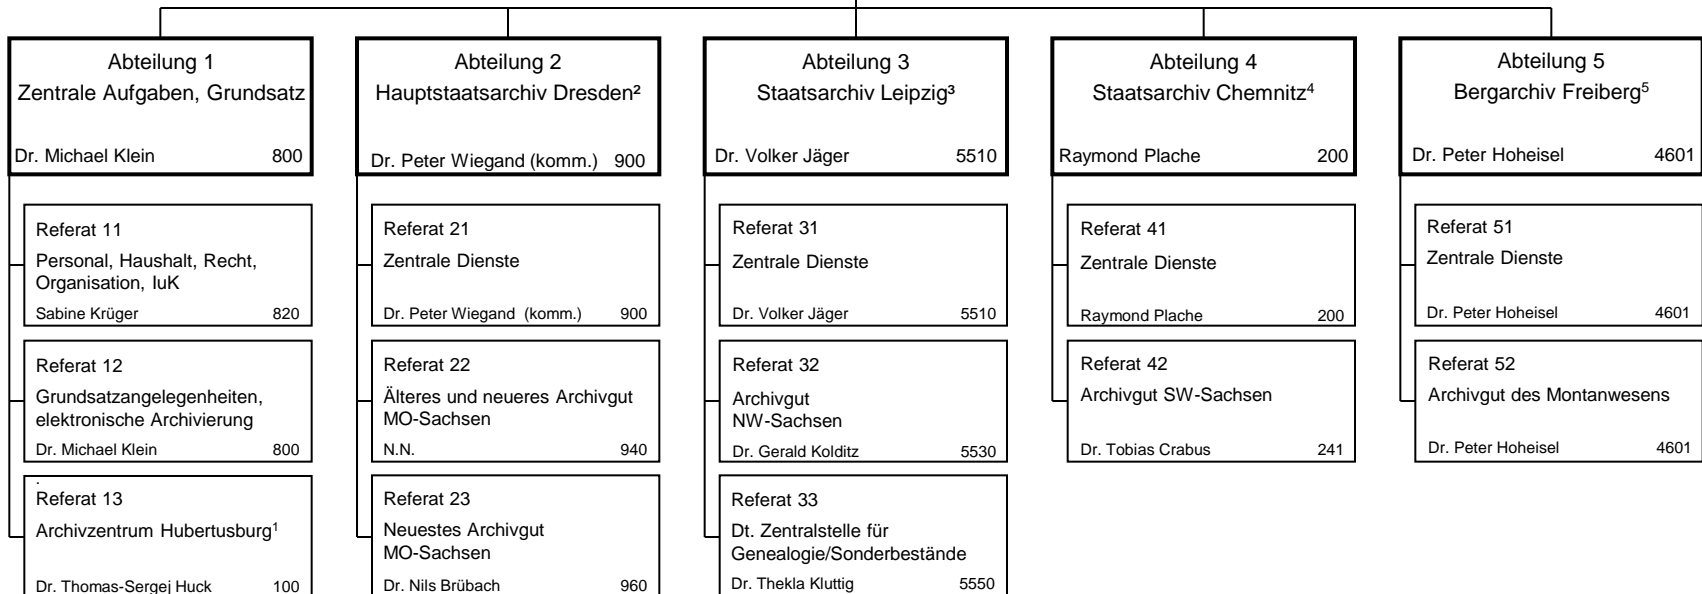 Abteilung 1
Zentrale Aufgaben, Grundsatz
Dr. Michael Klein 800
Referat 11
Personal, Haushalt, Recht,
Organisation, IuK
Sabine Krüger 820
Referat 12
Grundsatzangelegenheiten,
elektronische Archivierung
Dr. Michael Klein 800
Referat 13
Archivzentrum Hubertusburg¹
Dr. Thomas-Sergej Huck 100
Abteilung 2
Hauptstaatsarchiv Dresden²
Dr. Peter Wiegand (komm.) 900
Referat 21
Zentrale Dienste
Dr. Peter Wiegand (komm.) 900
Referat 22
Älteres und neueres Archivgut
MO-Sachsen
N.N. 940
Referat 23
Neuestes Archivgut
MO-Sachsen
Dr. Nils Brübach 960
Abteilung 3
Staatsarchiv Leipzig³
Dr. Volker Jäger 5510
Referat 31
Zentrale Dienste
Dr. Volker Jäger 5510
Referat 32
Archivgut
NW-Sachsen
Dr. Gerald Kolditz 5530
Referat 33
Dt. Zentralstelle für
Genealogie/Sonderbestände
Dr. Thekla Kluttig 5550
Abteilung 4
Staatsarchiv Chemnitz⁴
Raymond Plache 200
Referat 41
Zentrale Dienste
Raymond Plache 200
Referat 42
Archivgut SW-Sachsen
Dr. Tobias Crabus 241
Abteilung 5
Bergarchiv Freiberg⁵
Dr. Peter Hoheisel 4601
Referat 51
Zentrale Dienste
Dr. Peter Hoheisel 4601
Referat 52
Archivgut des Montanwesens
Dr. Peter Hoheisel 4601